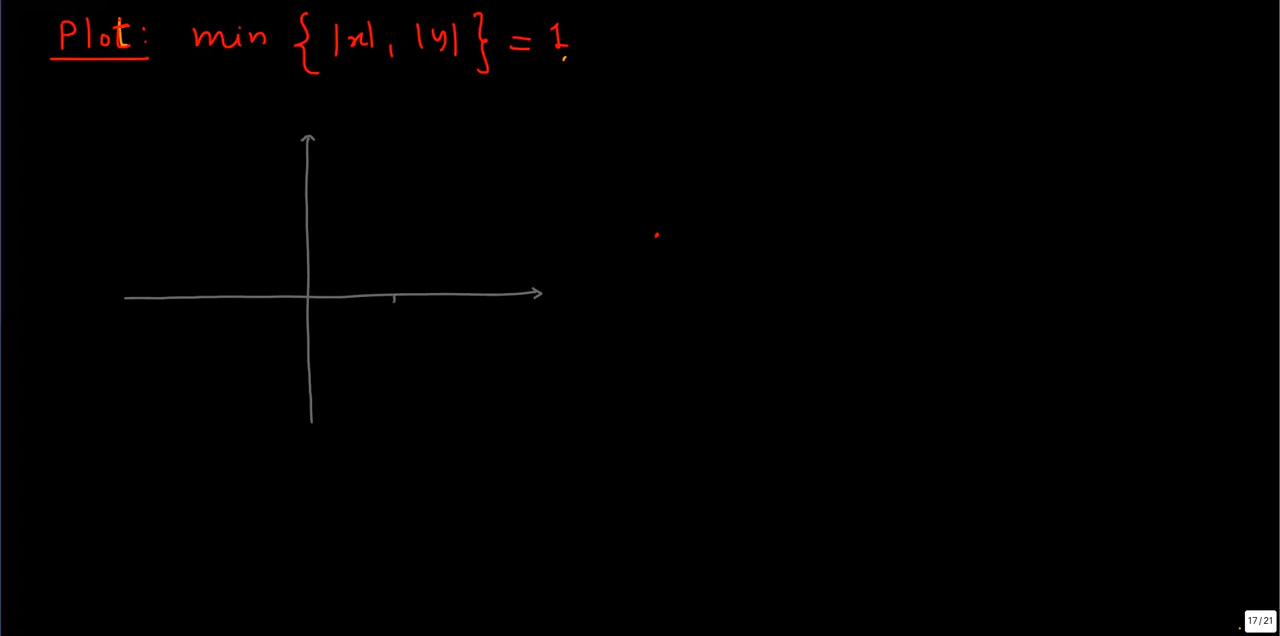 Plot: min { |x|, |y| } = 1
17/21